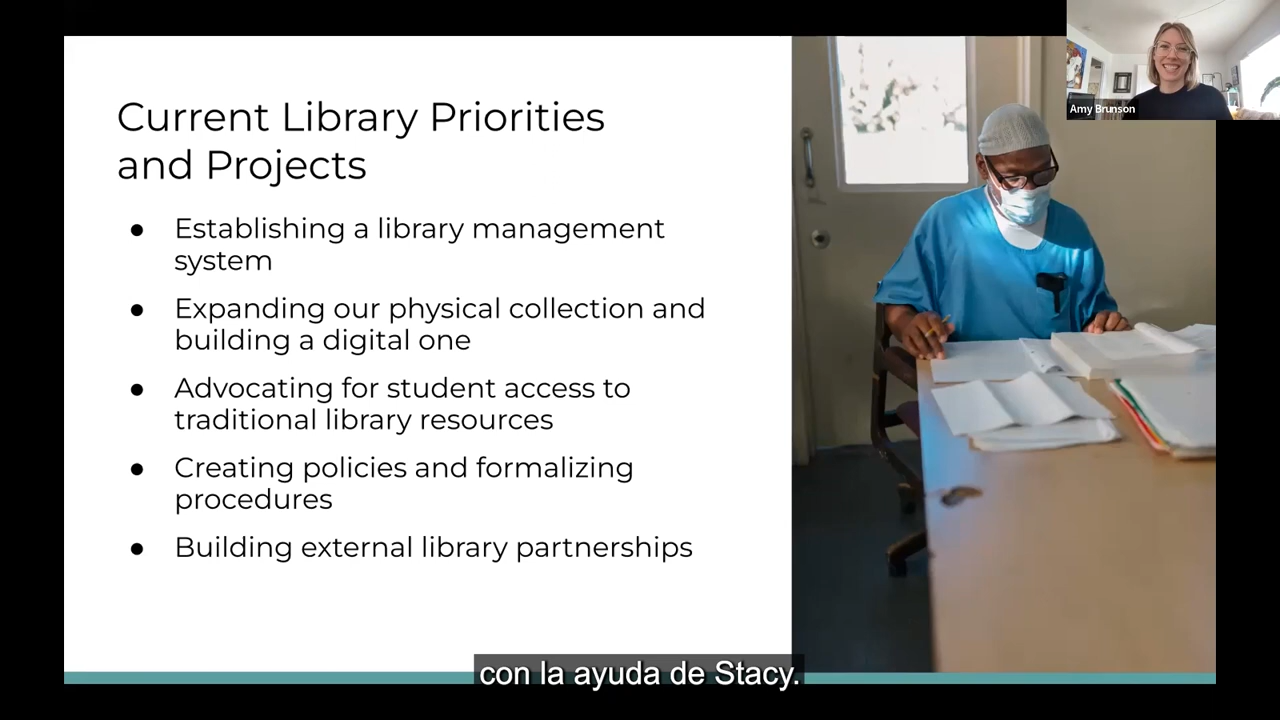 Amy Brunson
Current Library Priorities
and Projects
● Establishing a library management
system
● Expanding our physical collection and
building a digital one
● Advocating for student access to
traditional library resources
● Creating policies and formalizing
procedures
● Building external library partnerships
con la ayuda de Stacy.